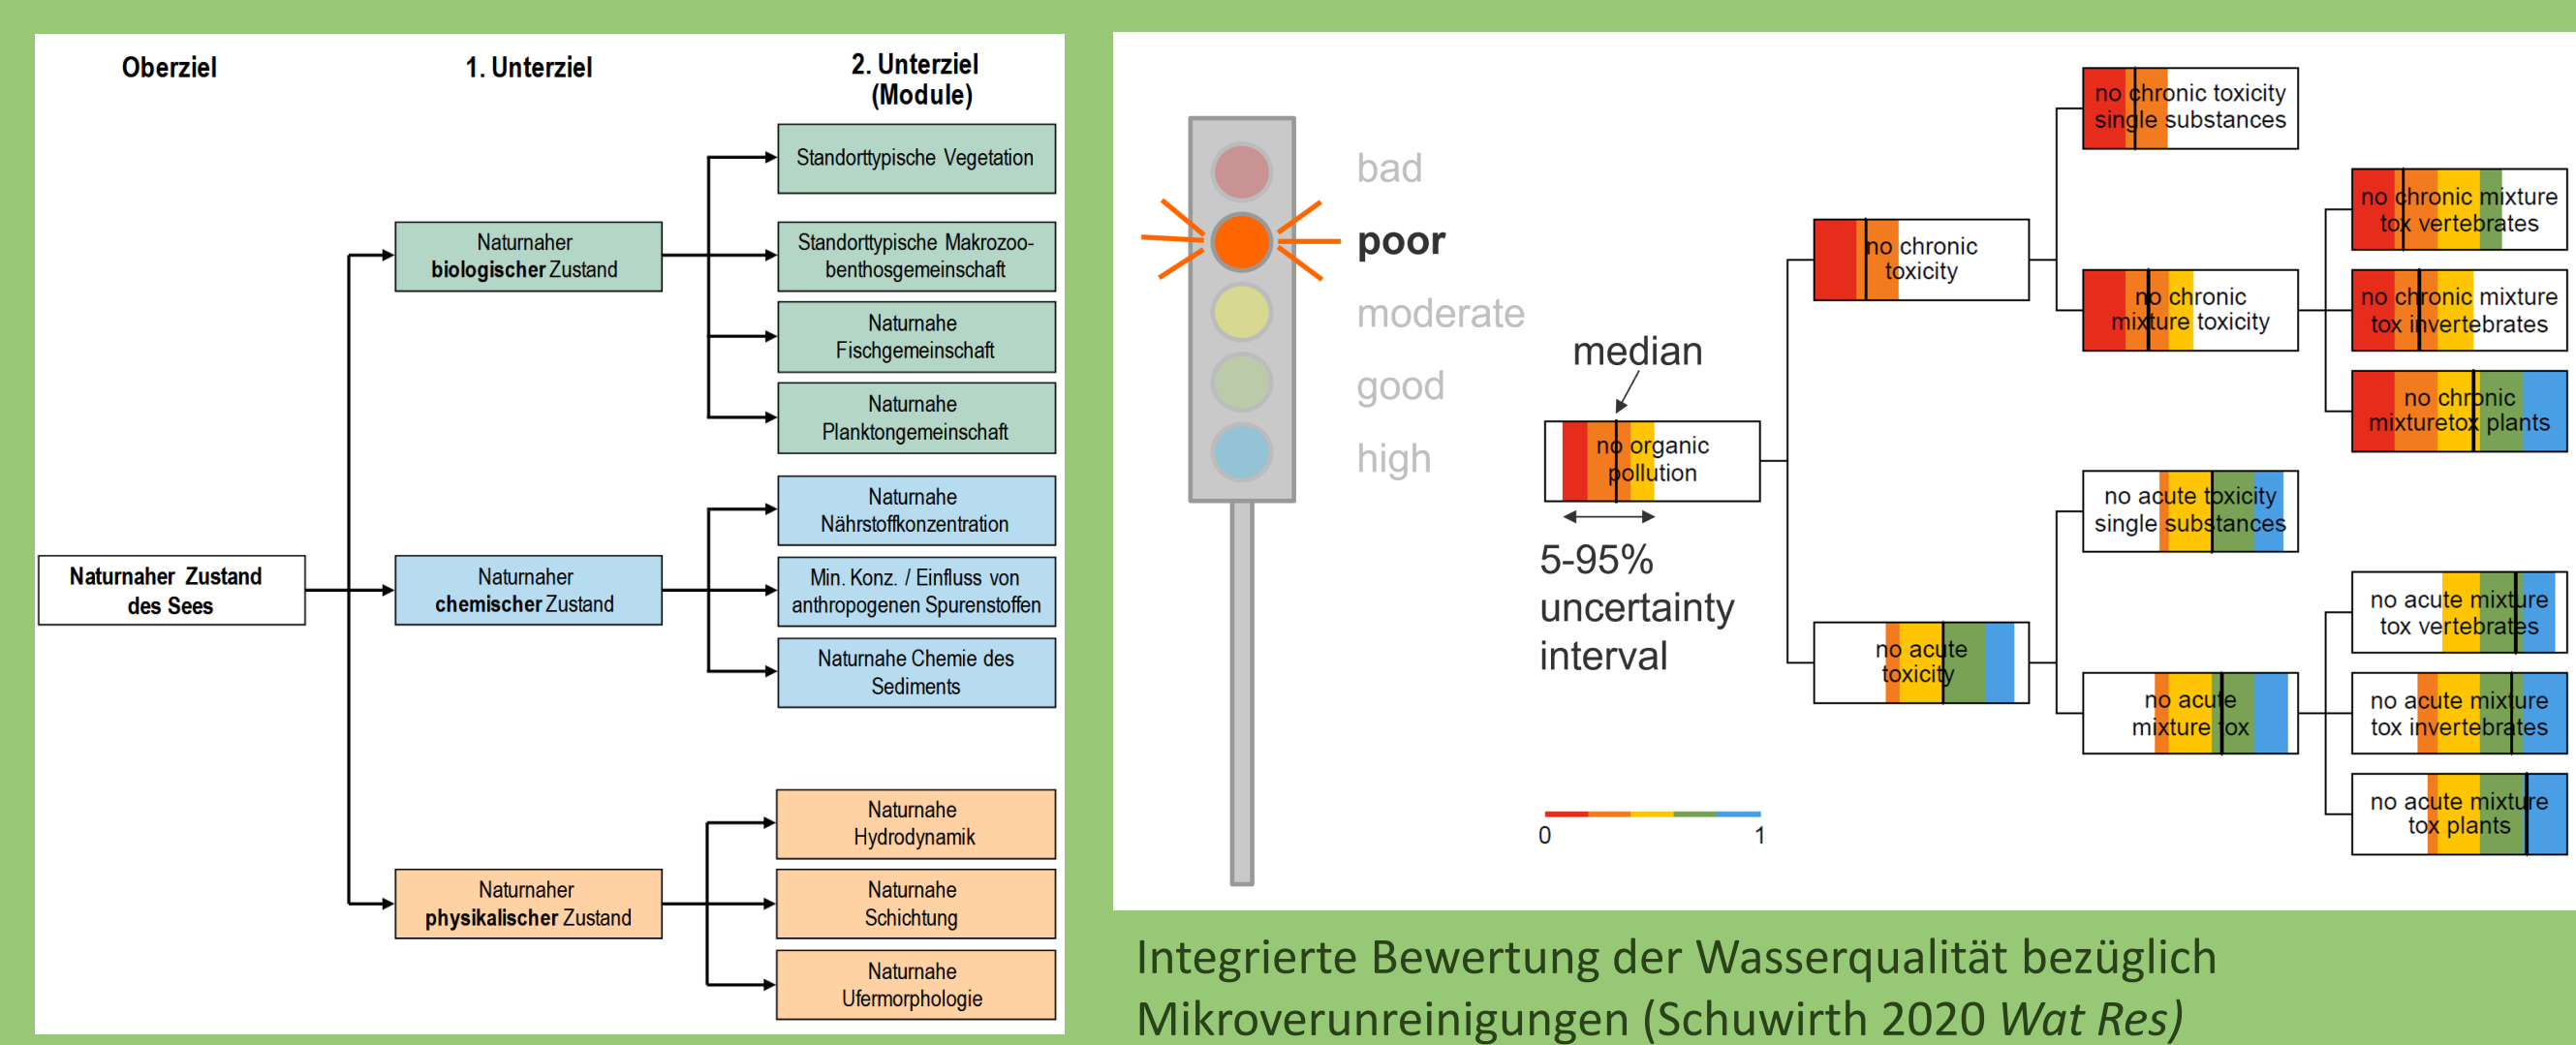 Oberziel
1. Unterziel
2. Unterziel
(Module)
Standorttypische Vegetation
Naturnaher
biologischer Zustand
Standorttypische Makrozoo-
benthosgemeinschaft
Naturnahe
Fischgemeinschaft
Naturnahe
Planktongemeinschaft
Naturnahe
Nährstoffkonzentration
Naturnaher Zustand
des Sees
Naturnaher
chemischer Zustand
Min. Konz. / Einfluss von
anthropogenen Spurenstoffen
Naturnahe Chemie des
Sediments
Naturnahe
Hydrodynamik
Naturnaher
physikalischer Zustand
Naturnahe
Schichtung
Naturnahe
Ufermorphologie
bad
poor
moderate
good
high
median
no organic
pollution
5-95%
uncertainty
interval
0
1
no chronic
toxicity
no acute
toxicity
no chronic toxicity
single substances
no chronic
mixture toxicity
no acute toxicity
single substances
no acute
mixture tox
no chronic mixture
tox vertebrates
no chronic mixture
tox invertebrates
no chronic
mixturetox plants
no acute mixture
tox vertebrates
no acute mixture
tox invertebrates
no acute mixture
tox plants
Integrierte Bewertung der Wasserqualität bezüglich
Mikroverunreinigungen (Schuwirth 2020 Wat Res)